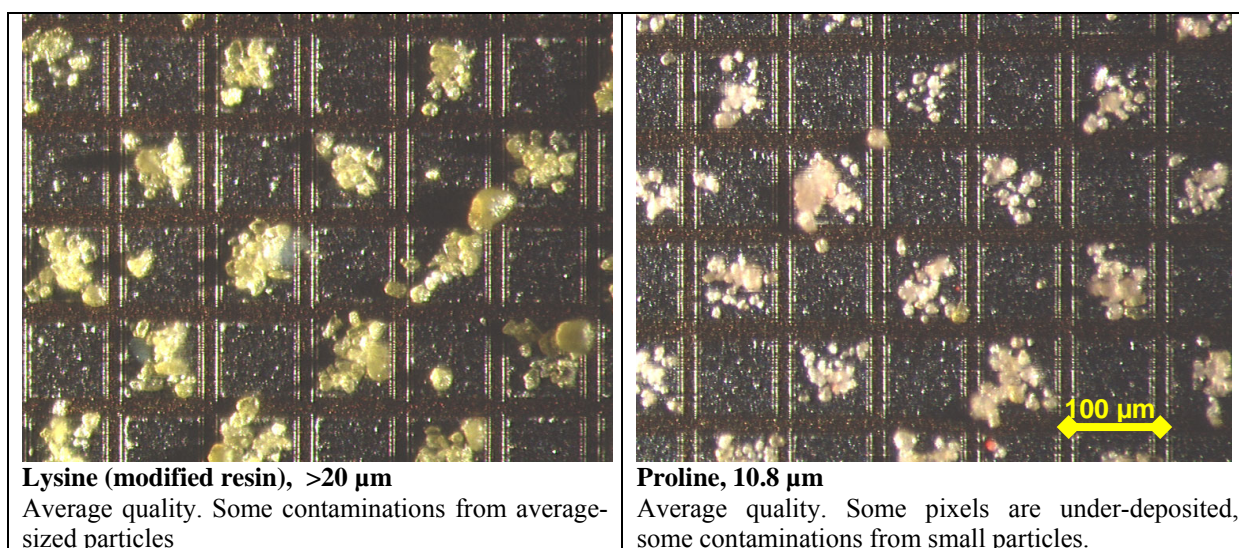 100 µm
Lysine (modified resin),  >20 µm
Average quality. Some contaminations from average-
sized particles
Proline, 10.8 µm
Average quality. Some pixels are under-deposited,
some contaminations from small particles.